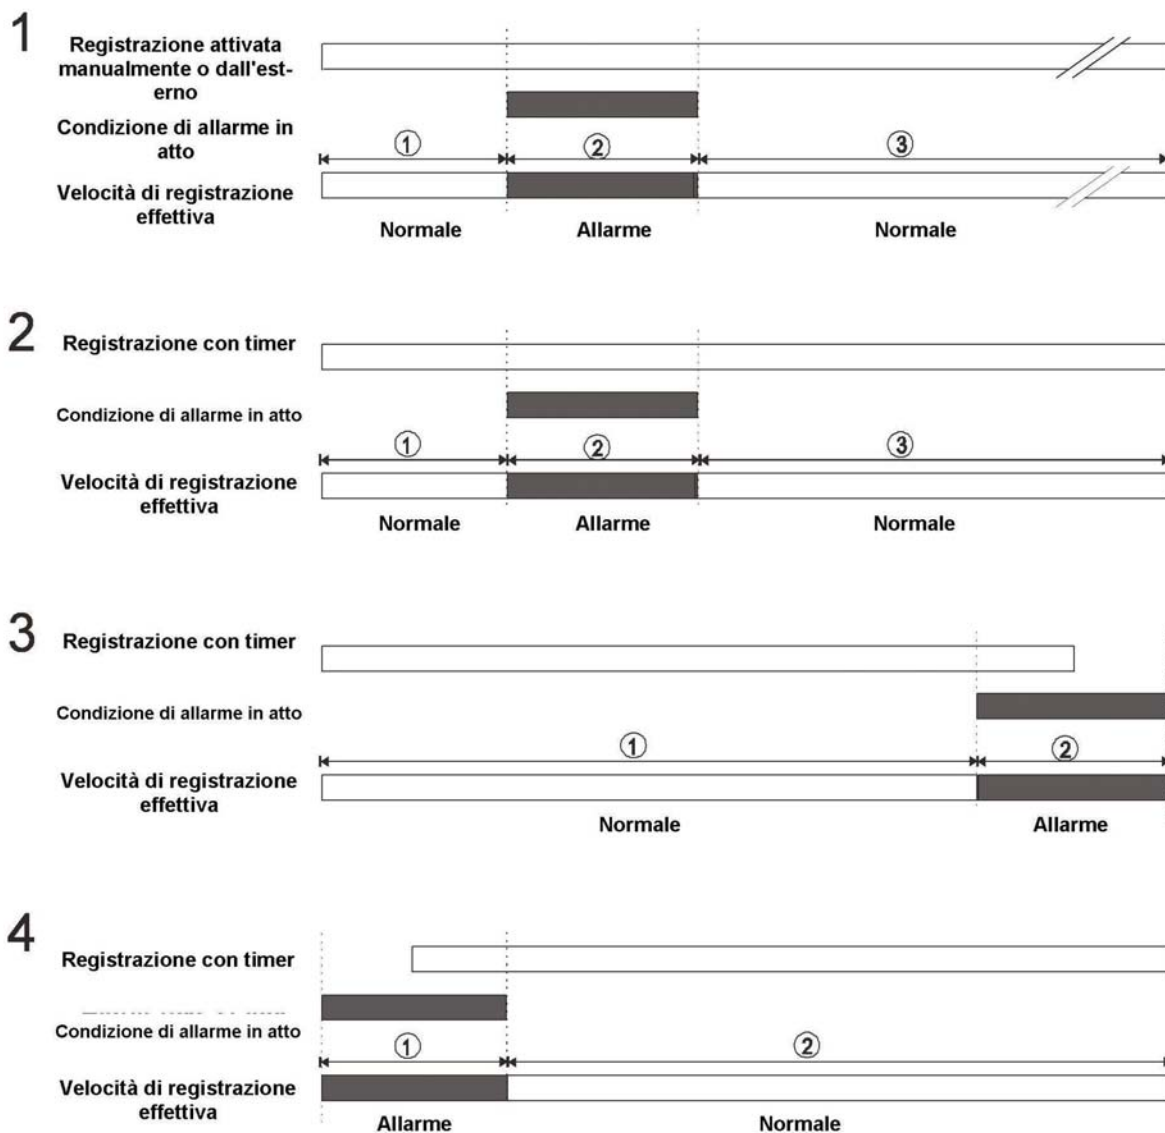 1
Registrazione attivata
manualmente o dall'est-
erno
Condizione di allarme in
atto
1 2 3
Velocità di registrazione
effettiva
Normale Allarme Normale
2
Registrazione con timer
Condizione di allarme in atto
1 2 3
Velocità di registrazione
effettiva
Normale Allarme Normale
3
Registrazione con timer
Condizione di allarme in atto
1 2
Velocità di registrazione
effettiva
Normale Allarme
4
Registrazione con timer
Condizione di allarme in atto
1 2
Velocità di registrazione
effettiva
Allarme Normale